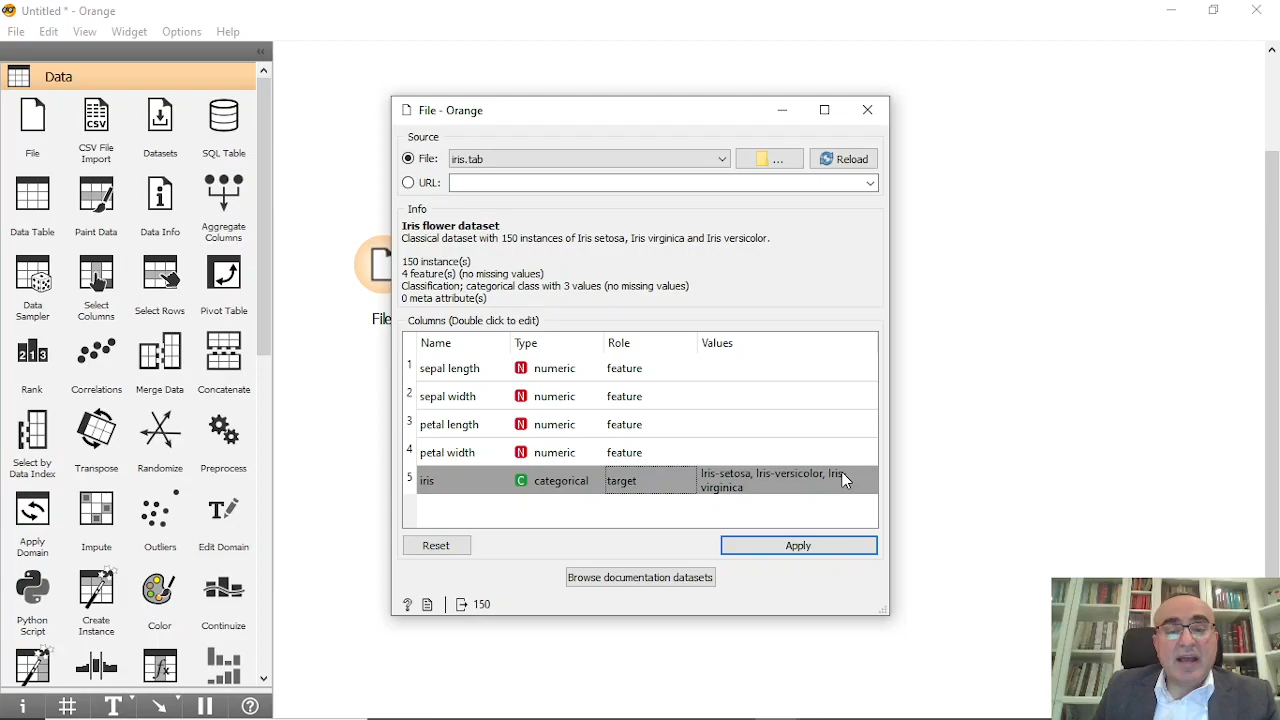 Untitled * - Orange
File Edit View Widget Options Help
Data
File
CSV File Import
Datasets
SQL Table
Data Table
Paint Data
Data Info
Aggregate Columns
Data Sampler
Select Columns
Select Rows
Pivot Table
Rank
Correlations
Merge Data
Concatenate
Select by Data Index
Transpose
Randomize
Preprocess
Apply Domain
Impute
Outliers
Edit Domain
Python Script
Create Instance
Color
Continuize
File
File - Orange
Source
File: iris.tab ... Reload
URL:
Info
Iris flower dataset
Classical dataset with 150 instances of Iris setosa, Iris virginica and Iris versicolor.
150 instance(s)
4 feature(s) (no missing values)
Classification; categorical class with 3 values (no missing values)
0 meta attribute(s)
Columns (Double click to edit)
Name Type Role Values
1 sepal length N numeric feature
2 sepal width N numeric feature
3 petal length N numeric feature
4 petal width N numeric feature
5 iris C categorical target Iris-setosa, Iris-versicolor, Iris-
virginica
Reset Apply
Browse documentation datasets
? 150